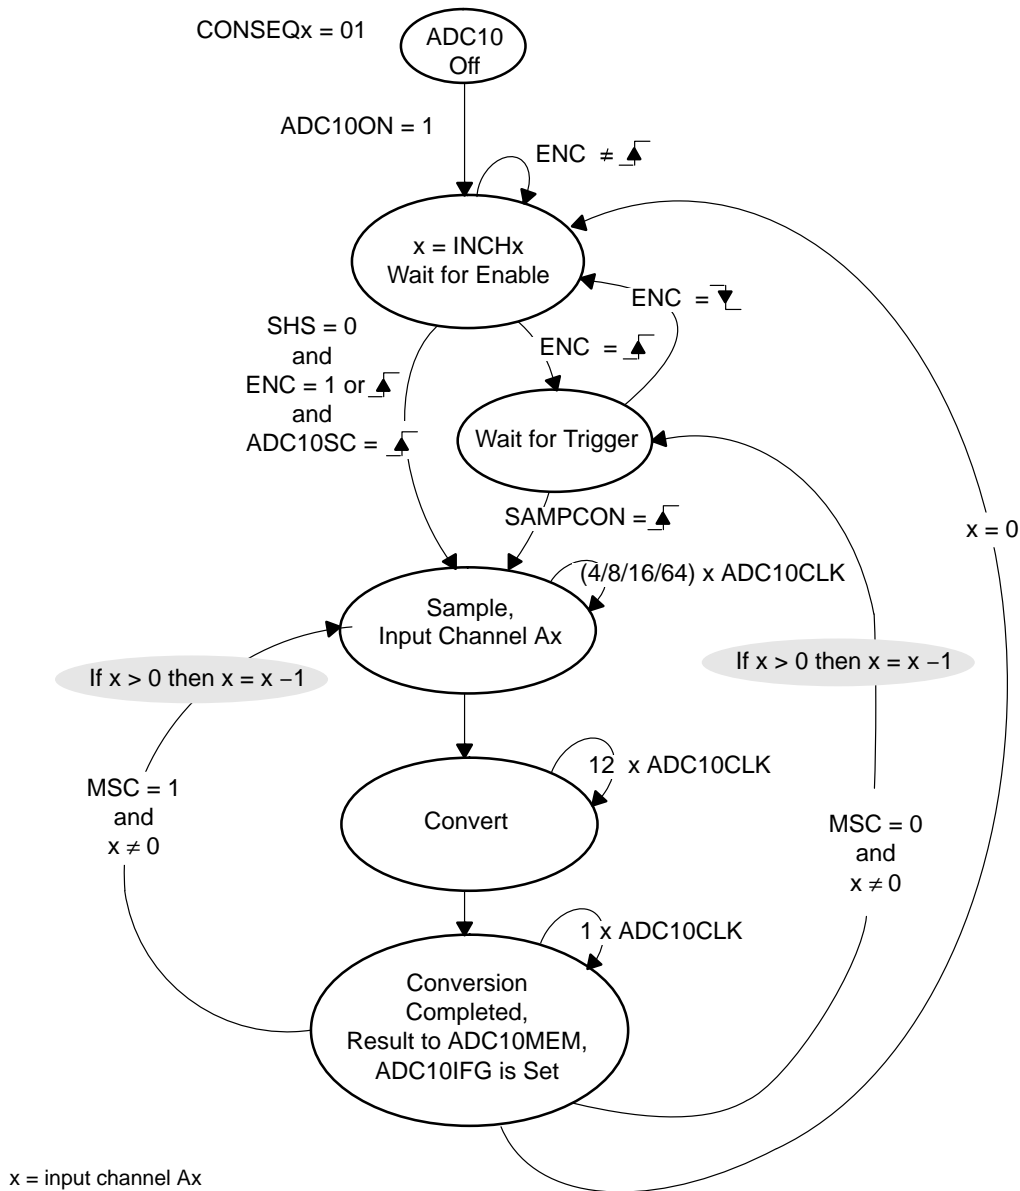 CONSEQx = 01
ADC10
Off
ADC10ON = 1
ENC ≠
x = INCHx
Wait for Enable
ENC =
SHS = 0
and
ENC = 1 or
and
ADC10SC =
ENC =
Wait for Trigger
SAMPCON =
x = 0
(4/8/16/64) x ADC10CLK
Sample,
Input Channel Ax
If x > 0 then x = x −1
If x > 0 then x = x −1
12 x ADC10CLK
MSC = 1
and
x ≠ 0
Convert
MSC = 0
and
x ≠ 0
1 x ADC10CLK
Conversion
Completed,
Result to ADC10MEM,
ADC10IFG is Set
x = input channel Ax